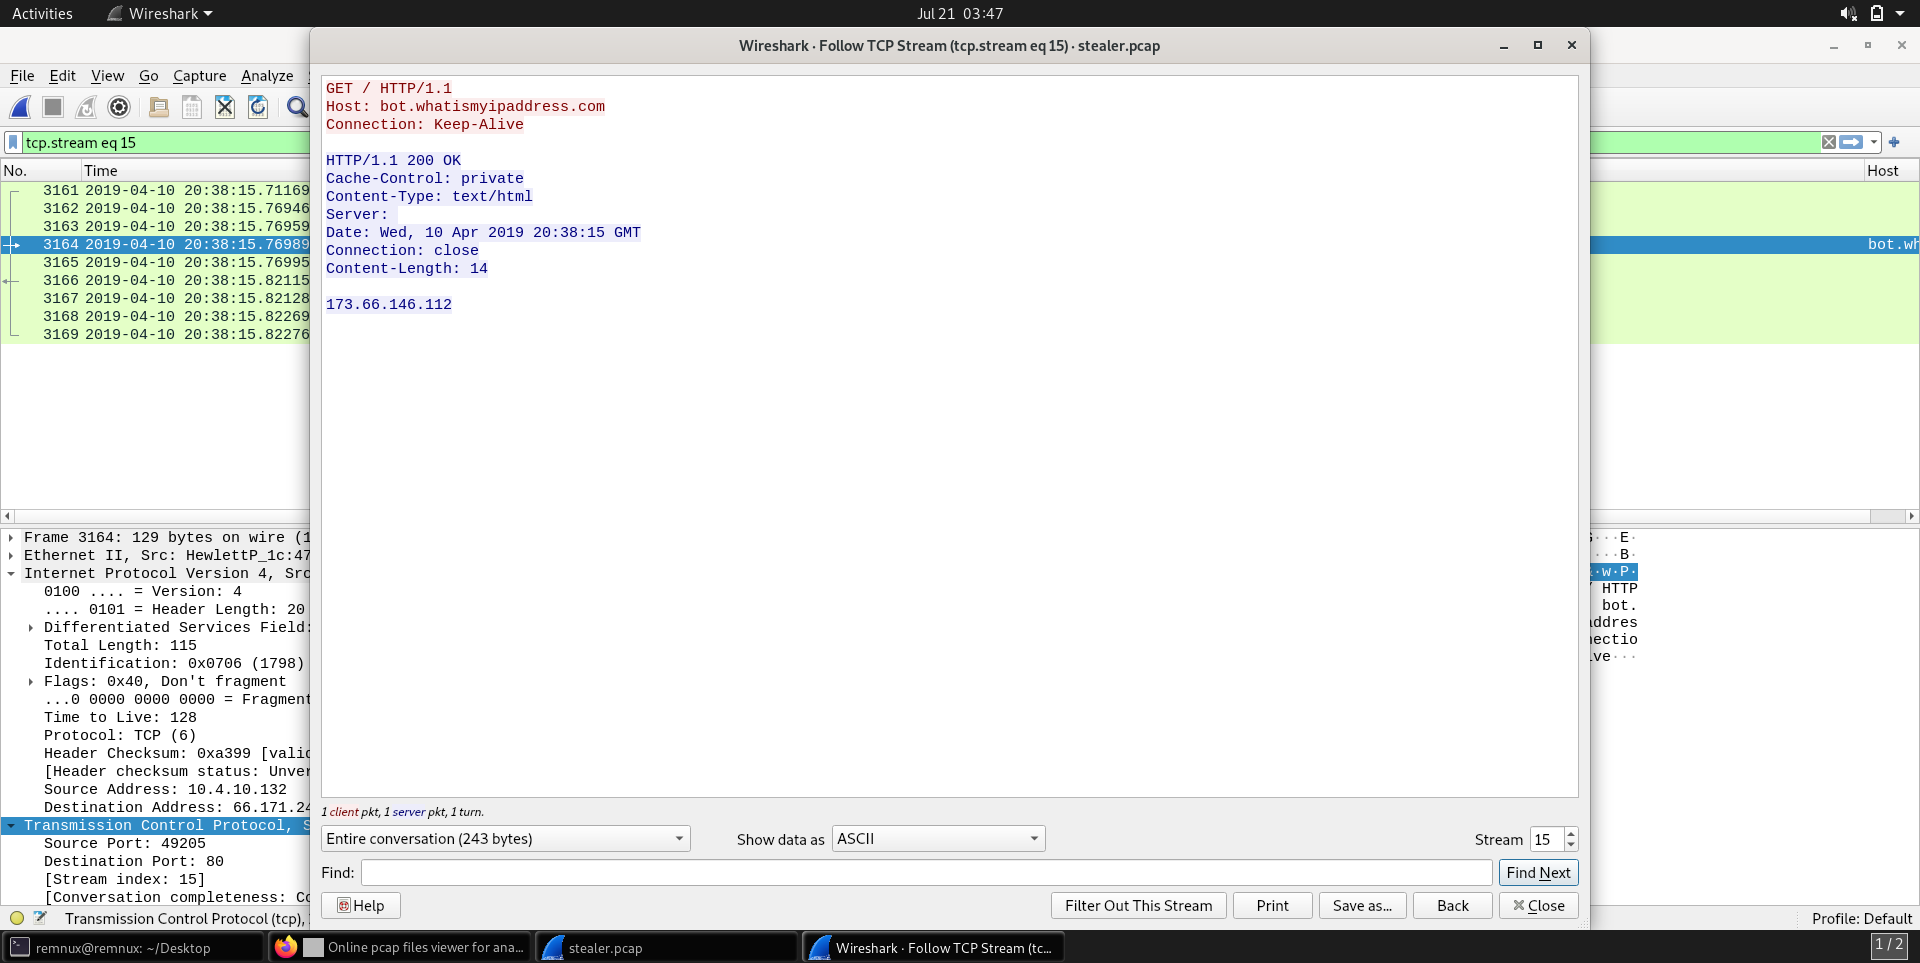 Activities
Wireshark
Jul 21 03:47
Wireshark · Follow TCP Stream (tcp.stream eq 15) · stealer.pcap
File Edit View Go Capture Analyze
tcp.stream eq 15
No. Time Host
3161 2019-04-10 20:38:15.71169
3162 2019-04-10 20:38:15.76946
3163 2019-04-10 20:38:15.76959
3164 2019-04-10 20:38:15.76989 bot.wh
3165 2019-04-10 20:38:15.76995
3166 2019-04-10 20:38:15.82115
3167 2019-04-10 20:38:15.82128
3168 2019-04-10 20:38:15.82269
3169 2019-04-10 20:38:15.82276
GET / HTTP/1.1
Host: bot.whatismyipaddress.com
Connection: Keep-Alive
HTTP/1.1 200 OK
Cache-Control: private
Content-Type: text/html
Server:
Date: Wed, 10 Apr 2019 20:38:15 GMT
Connection: close
Content-Length: 14
173.66.146.112
Frame 3164: 129 bytes on wire (1
Ethernet II, Src: HewlettP_1c:47
Internet Protocol Version 4, Src
0100 .... = Version: 4
.... 0101 = Header Length: 20
Differentiated Services Field:
Total Length: 115
Identification: 0x0706 (1798)
Flags: 0x40, Don't fragment
...0 0000 0000 0000 = Fragment
Time to Live: 128
Protocol: TCP (6)
Header Checksum: 0xa399 [valid
[Header checksum status: Unver
Source Address: 10.4.10.132
Destination Address: 66.171.24
Transmission Control Protocol, S
Source Port: 49205
Destination Port: 80
[Stream index: 15]
[Conversation completeness: Co
···E·
···B·
·w·P·
HTTP
bot.
addres
nectio
ive···
1 client pkt, 1 server pkt, 1 turn.
Entire conversation (243 bytes)
Show data as ASCII
Stream 15
Find:
Find Next
Help
Filter Out This Stream
Print
Save as...
Back
Close
Transmission Control Protocol (tcp),
Profile: Default
remnux@remnux: ~/Desktop
Online pcap files viewer for ana...
stealer.pcap
Wireshark · Follow TCP Stream (tc...
1 / 2